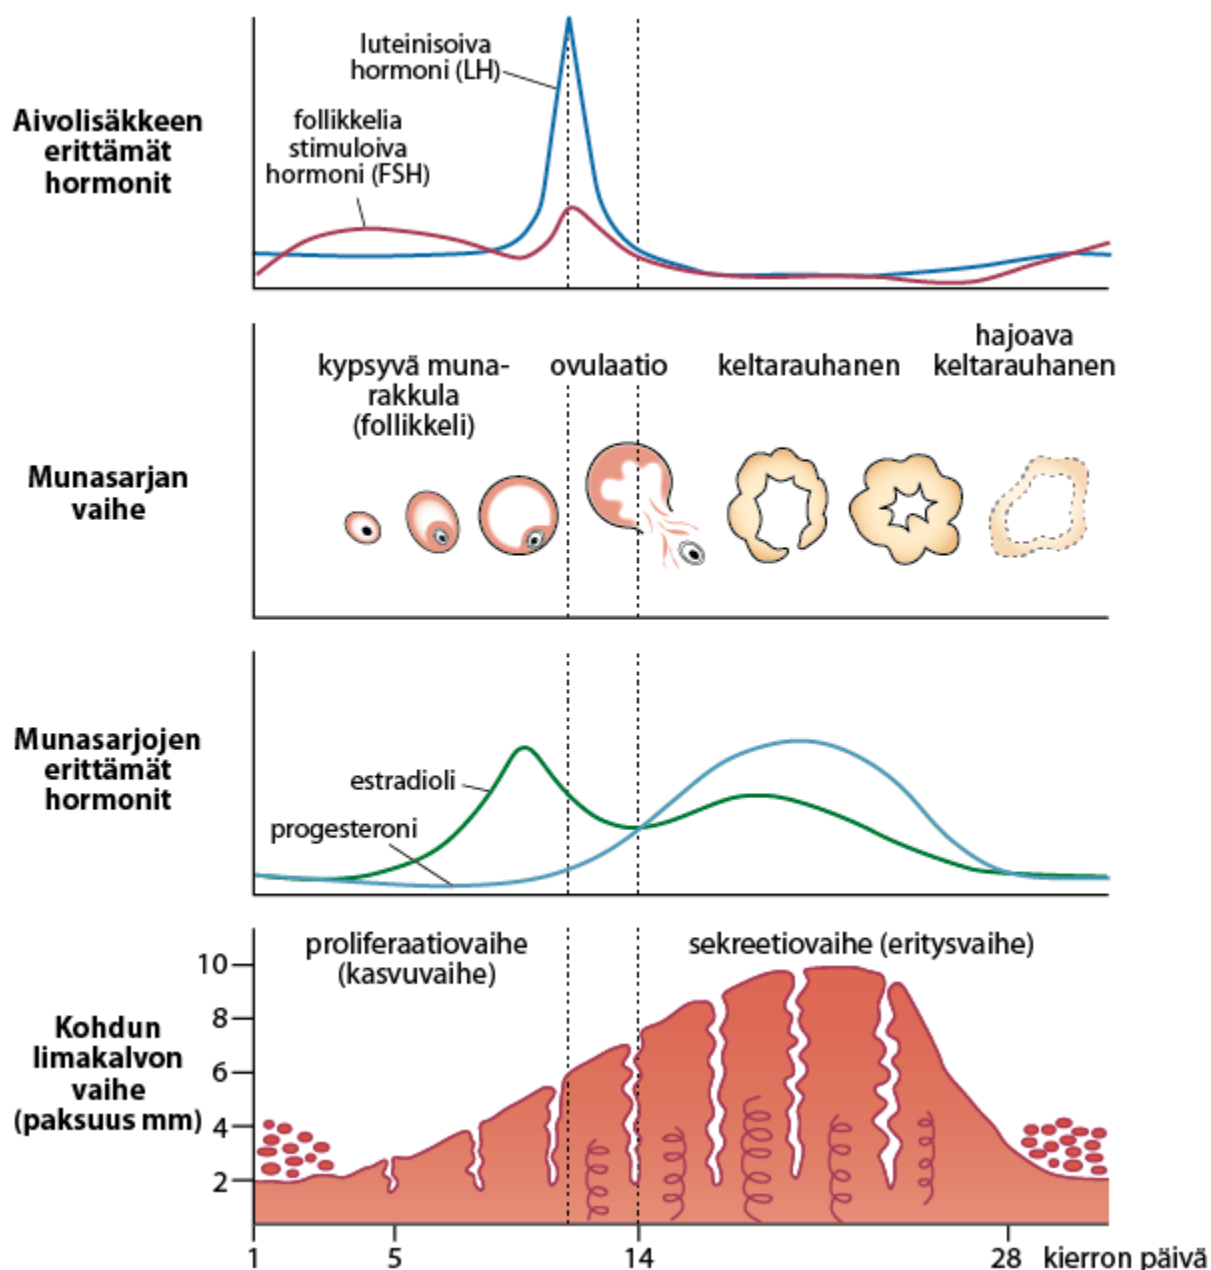 luteinisoiva
hormoni (LH)
Aivolisäkkeen
erittämät
hormonit
follikkelia
stimuloiva
hormoni (FSH)
Munasarjan
vaihe
kypsyvä muna-
rakkula
(follikkeli)
ovulaatio
keltarauhanen
hajoava
keltarauhanen
Munasarjojen
erittämät
hormonit
estradioli
progesteroni
Kohdun
limakalvon
vaihe
(paksuus mm)
proliferaatiovaihe
(kasvuvaihe)
sekreetiovaihe (eritysvaihe)
10
8
6
4
2
1 5 14 28 kierron päivä